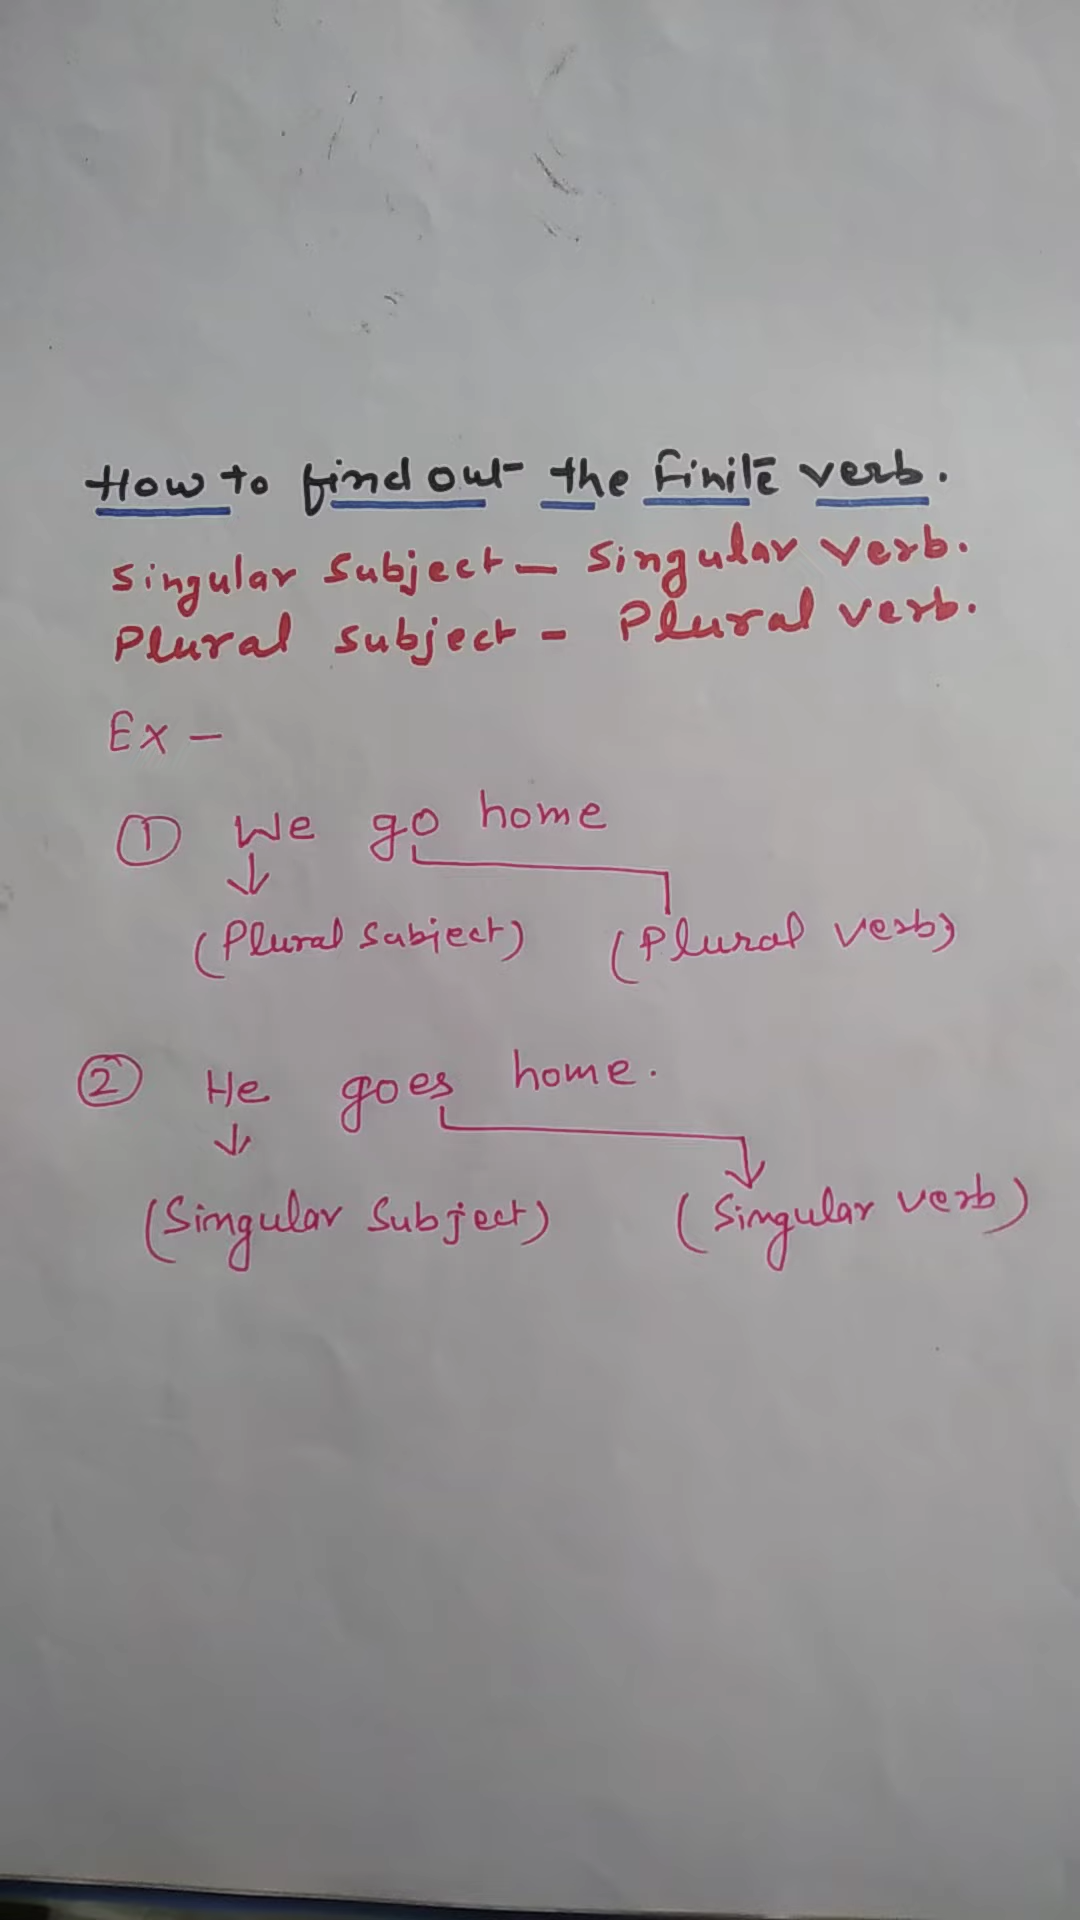 How to find out the finite verb.
Singular Subject - Singular verb.
Plural subject - Plural verb.
Ex -
① We go home
(Plural Subject) (Plural verb)
② He goes home.
(Singular Subject) (Singular verb)